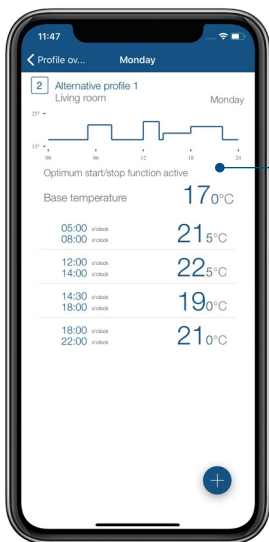 11:47
Profile ov... Monday
2 Alternative profile 1
Living room Monday
25°
15°
00 06 12 18 24
Optimum start/stop function active
Base temperature 17 0°C
05:00 o'clock
08:00 o'clock 21 5°C
12:00 o'clock
14:00 o'clock 22 5°C
14:30 o'clock
18:00 o'clock 19 0°C
18:00 o'clock
22:00 o'clock 21 0°C
+